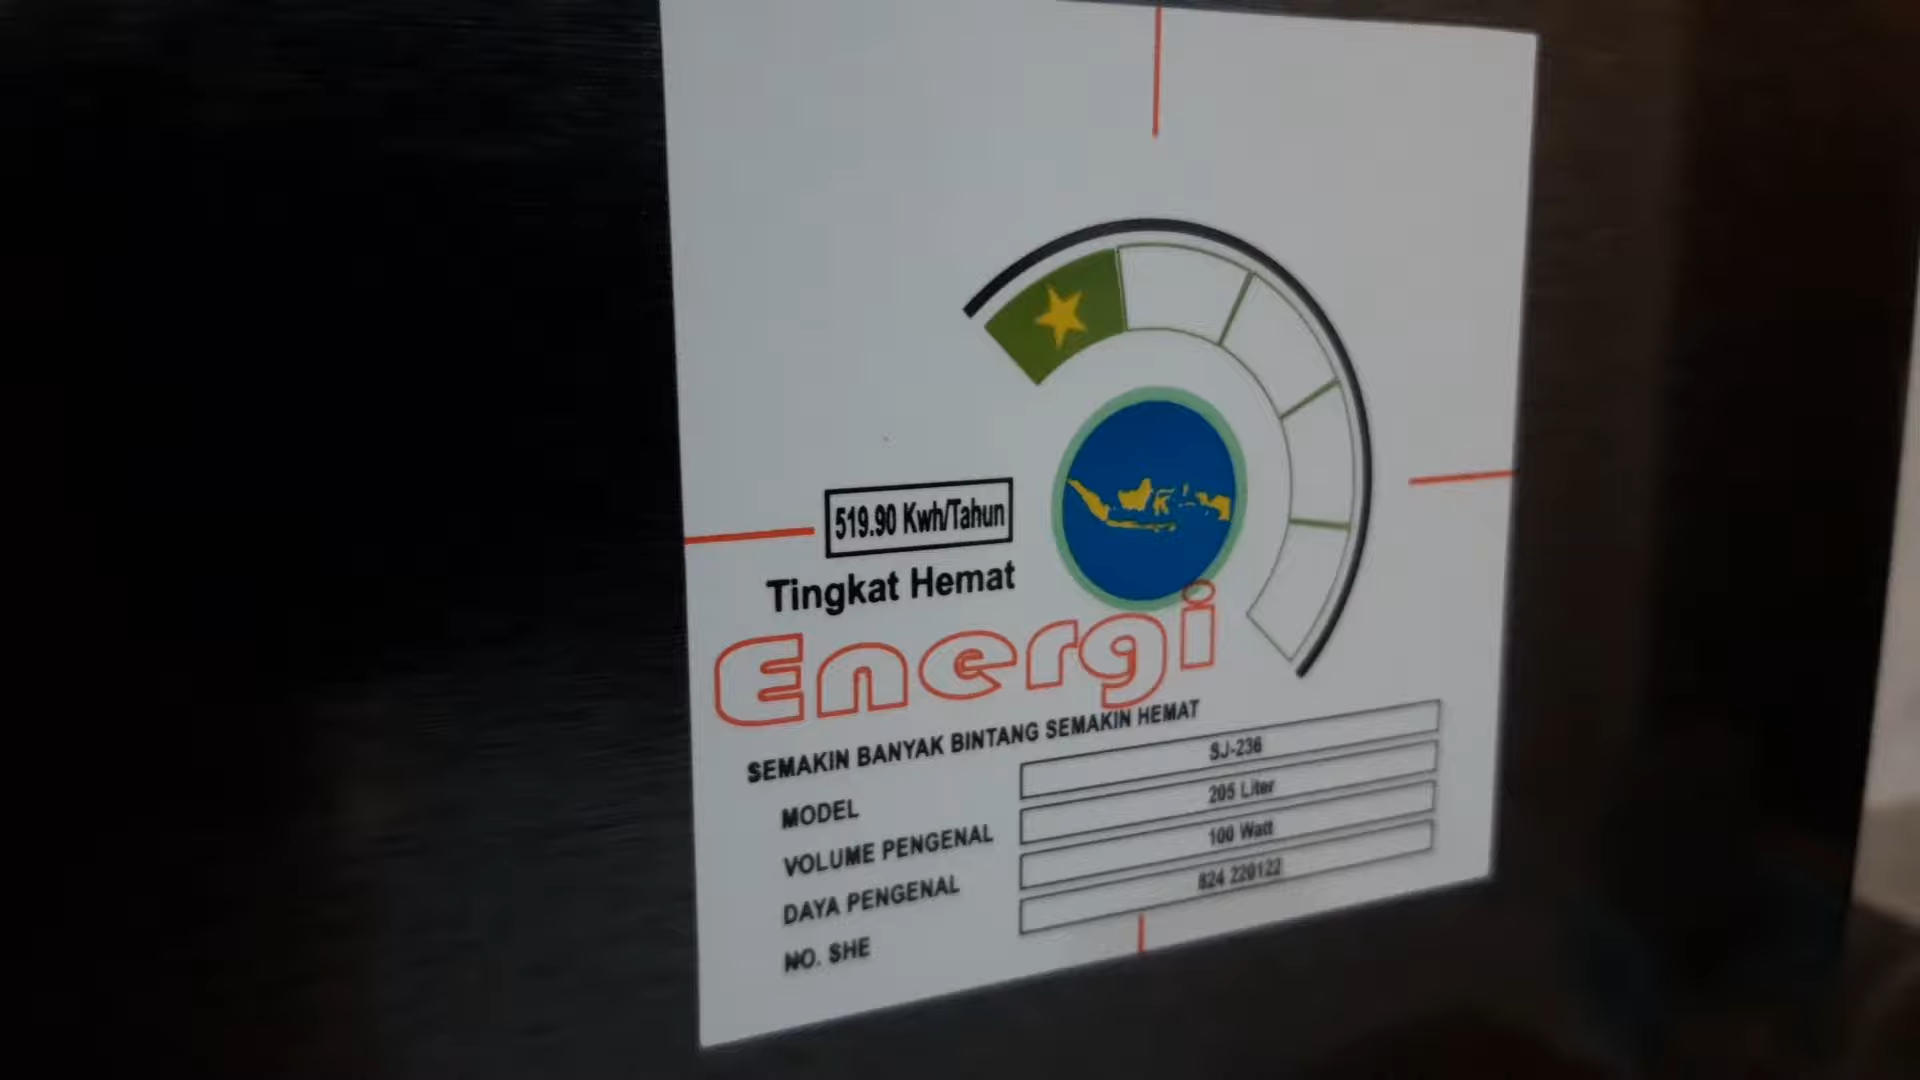 519.90 Kwh/Tahun
Tingkat Hemat
Energi
SEMAKIN BANYAK BINTANG SEMAKIN HEMAT
MODEL SJ-236
VOLUME PENGENAL 205 Liter
DAYA PENGENAL 100 Watt
NO. SHE 824 220122